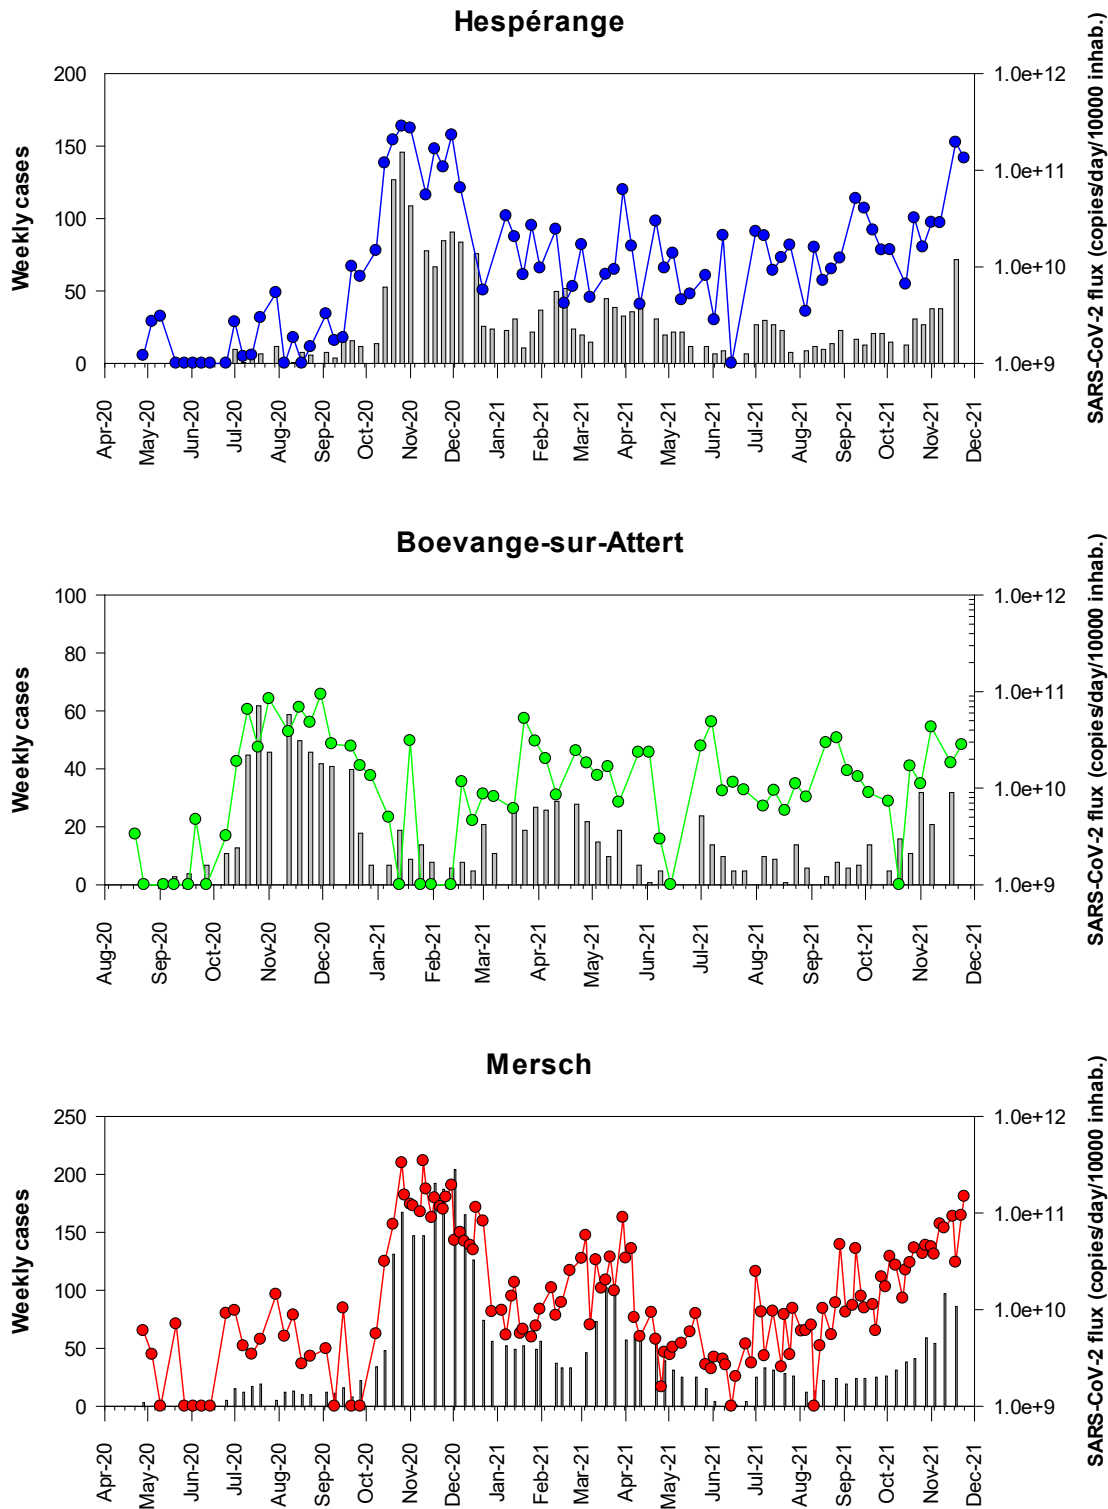 Hespérange
Weekly cases
200
150
100
50
0
1.0e+12
1.0e+11
1.0e+10
1.0e+9
SARS-CoV-2 flux (copies/day/10000 inhab.)
Apr-20
May-20
Jun-20
Jul-20
Aug-20
Sep-20
Oct-20
Nov-20
Dec-20
Jan-21
Feb-21
Mar-21
Apr-21
May-21
Jun-21
Jul-21
Aug-21
Sep-21
Oct-21
Nov-21
Dec-21
Boevange-sur-Attert
Weekly cases
100
80
60
40
20
0
1.0e+12
1.0e+11
1.0e+10
1.0e+9
SARS-CoV-2 flux (copies/day/10000 inhab.)
Aug-20
Sep-20
Oct-20
Nov-20
Dec-20
Jan-21
Feb-21
Mar-21
Apr-21
May-21
Jun-21
Jul-21
Aug-21
Sep-21
Oct-21
Nov-21
Dec-21
Mersch
Weekly cases
250
200
150
100
50
0
1.0e+12
1.0e+11
1.0e+10
1.0e+9
SARS-CoV-2 flux (copies/day/10000 inhab.)
Apr-20
May-20
Jun-20
Jul-20
Aug-20
Sep-20
Oct-20
Nov-20
Dec-20
Jan-21
Feb-21
Mar-21
Apr-21
May-21
Jun-21
Jul-21
Aug-21
Sep-21
Oct-21
Nov-21
Dec-21